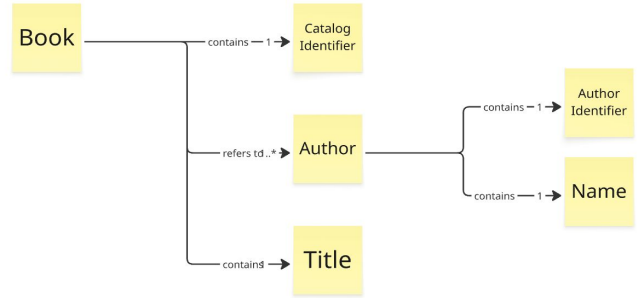 Book
contains 1
Catalog
Identifier
refers to 1..*
Author
contains 1
Author
Identifier
contains 1
Name
contains 1
Title